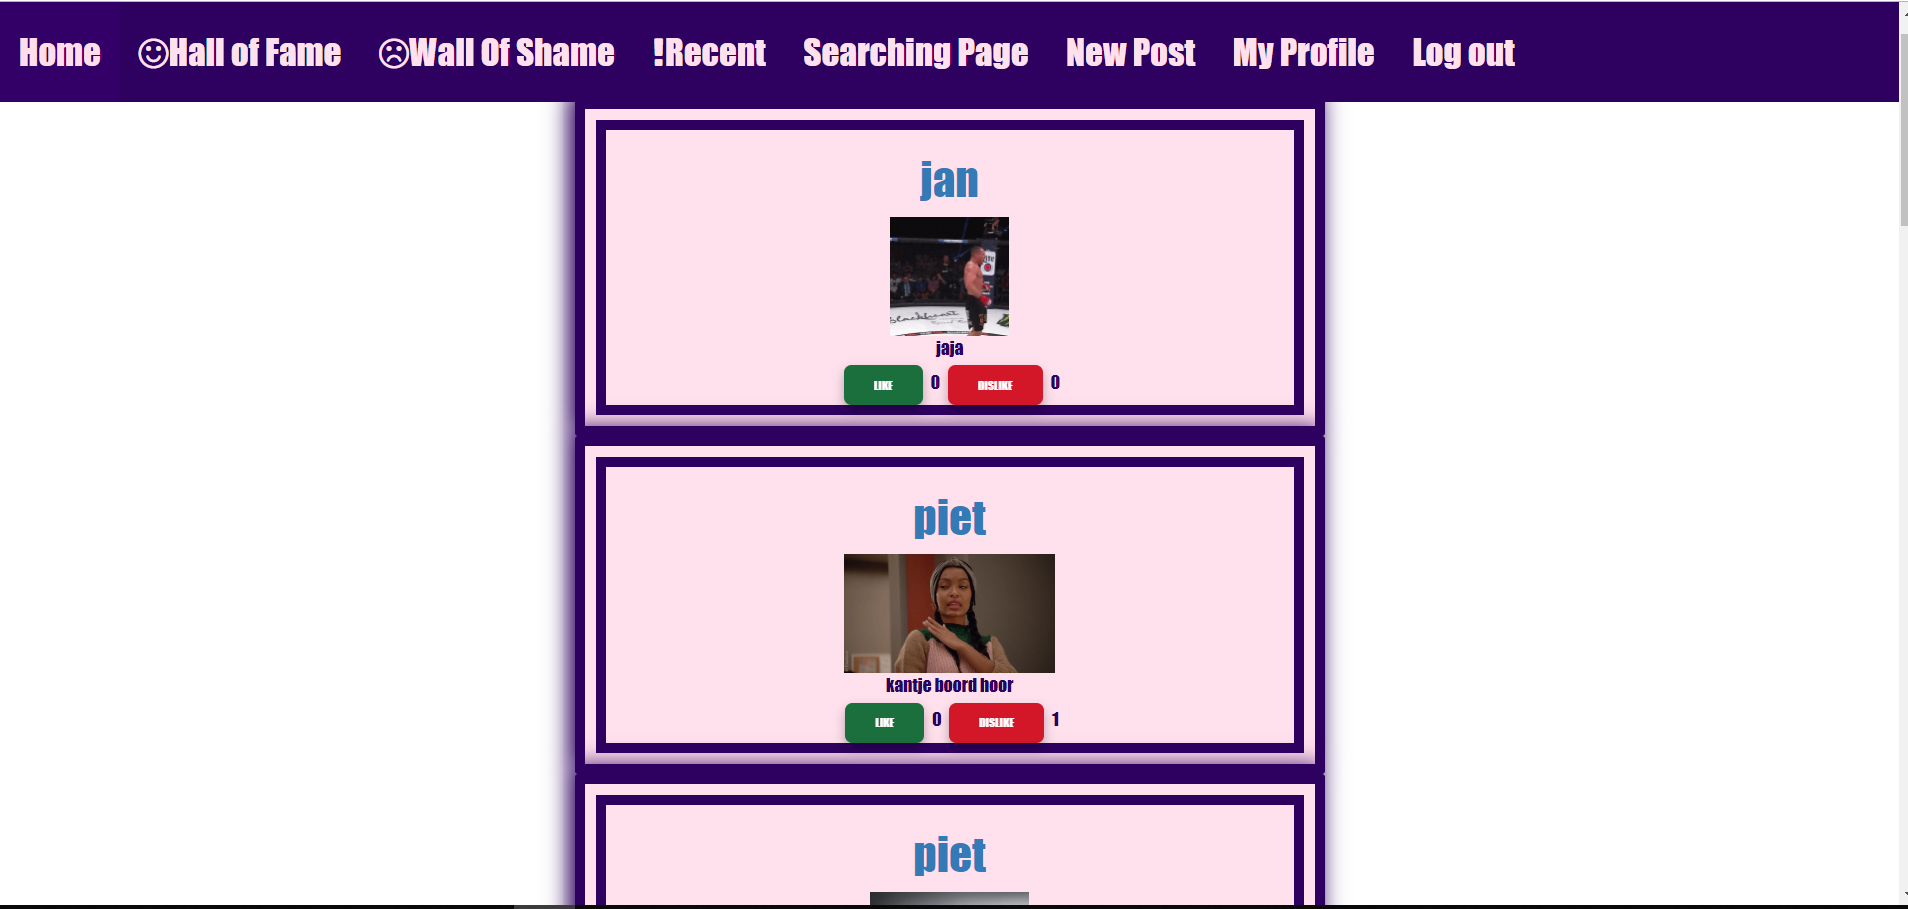 Home ☺Hall of Fame ☹Wall Of Shame !Recent Searching Page New Post My Profile Log out
jan
jaja
LIKE 0 DISLIKE 0
piet
kantje boord hoor
LIKE 0 DISLIKE 1
piet